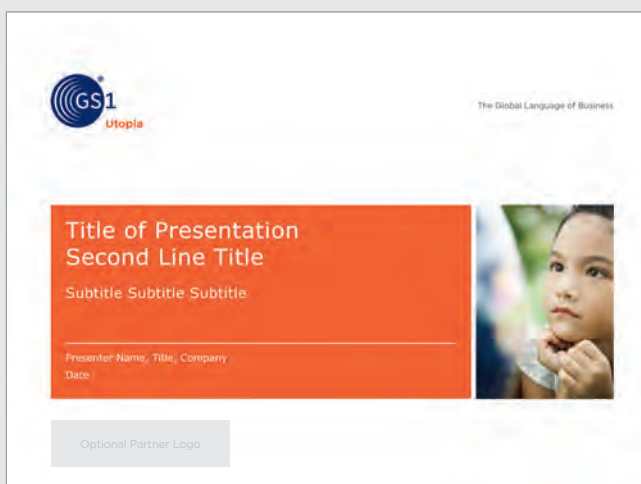 GS1
Utopia
The Global Language of Business
Title of Presentation
Second Line Title
Subtitle Subtitle Subtitle
Presenter Name, Title, Company
Date
Optional Partner Logo